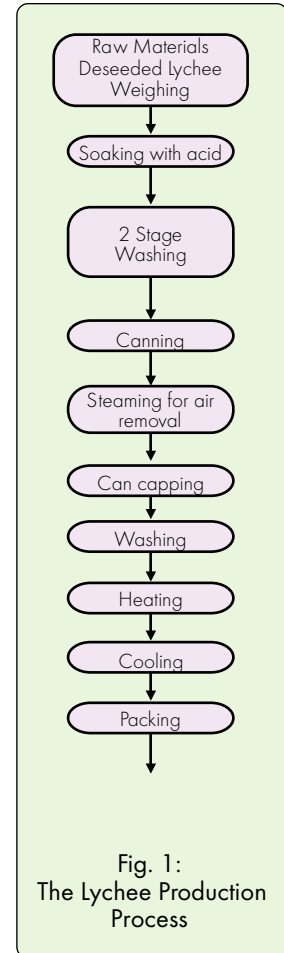 Raw Materials
Deseeded Lychee
Weighing
Soaking with acid
2 Stage
Washing
Canning
Steaming for air
removal
Can capping
Washing
Heating
Cooling
Packing
Fig. 1:
The Lychee Production
Process